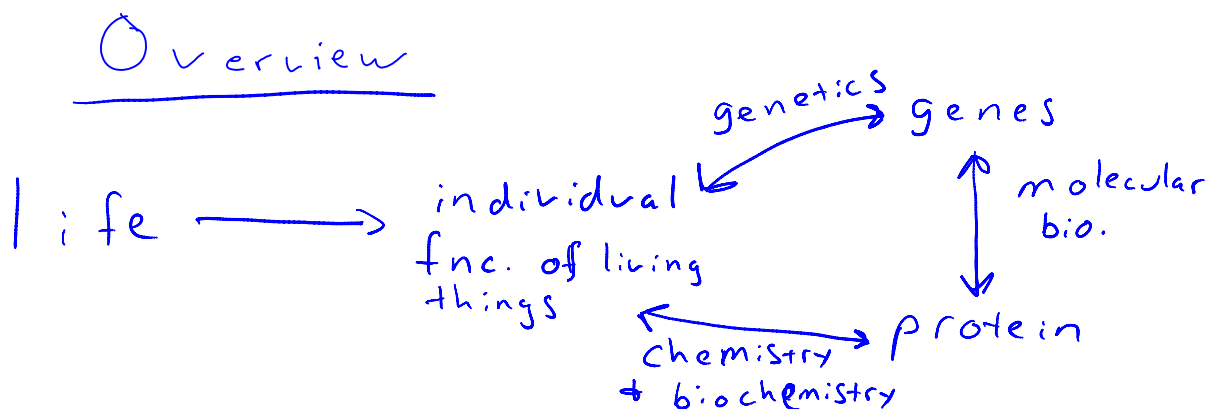 Overview
life
individual
fnc. of living
things
genetics
genes
molecular
bio.
protein
chemistry
+ biochemistry